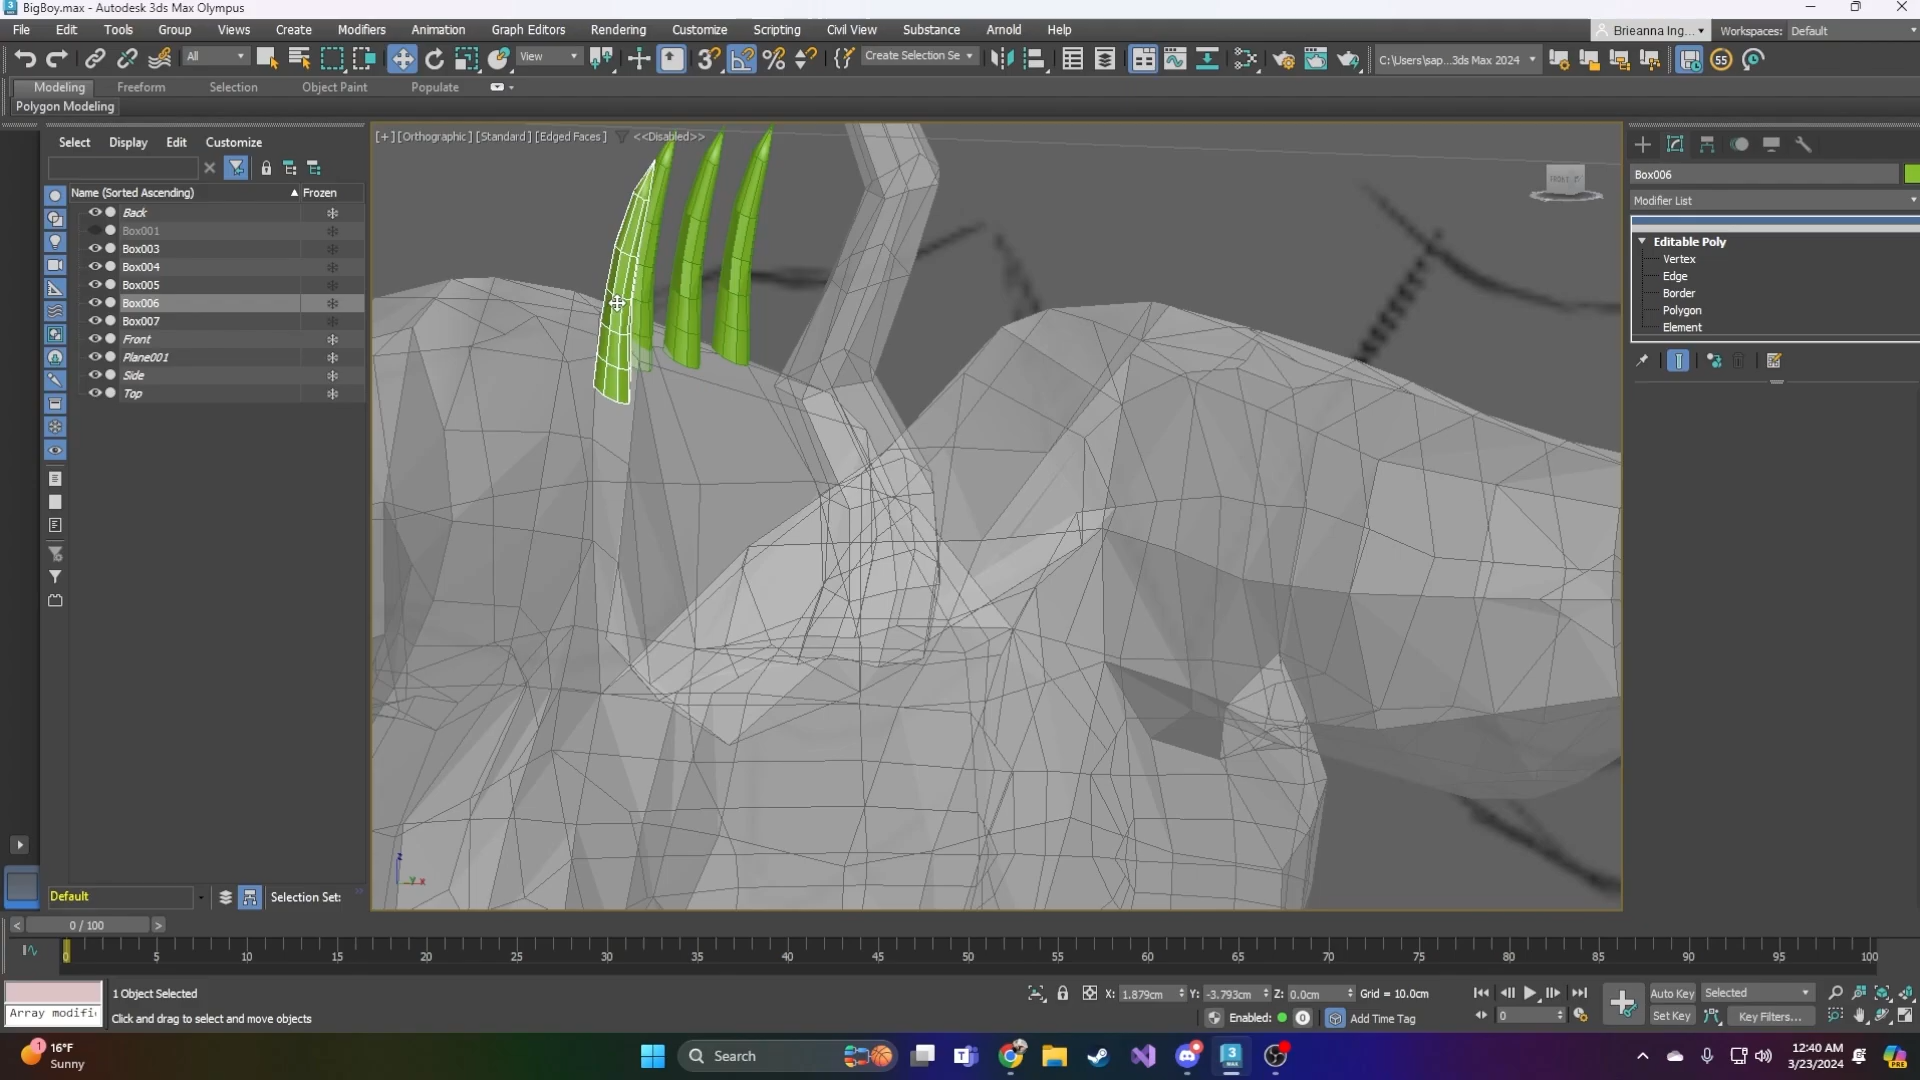 BigBoy.max - Autodesk 3ds Max Olympus
File Edit Tools Group Views Create Modifiers Animation Graph Editors Rendering Customize Scripting Civil View Substance Arnold Help
Brieanna Ing... Workspaces: Default
All View Create Selection Se C:\Users\sap...3ds Max 2024 55
Modeling Freeform Selection Object Paint Populate
Polygon Modeling
Select Display Edit Customize
[+] [Orthographic] [Standard] [Edged Faces] <<Disabled>>
Name (Sorted Ascending) Frozen
Back
Box001
Box003
Box004
Box005
Box006
Box007
Front
Plane001
Side
Top
Box006
Modifier List
Editable Poly
Vertex
Edge
Border
Polygon
Element
Default Selection Set:
0 / 100
0 5 10 15 20 25 30 35 40 45 50 55 60 65 70 75 80 85 90 95 100
1 Object Selected X: 1.879cm Y: -3.793cm Z: 0.0cm Grid = 10.0cm Auto Key Selected
Array modifi Click and drag to select and move objects Enabled: 0 Add Time Tag 0 Set Key Key Filters...
1 16°F
Sunny
Search
12:40 AM
3/23/2024